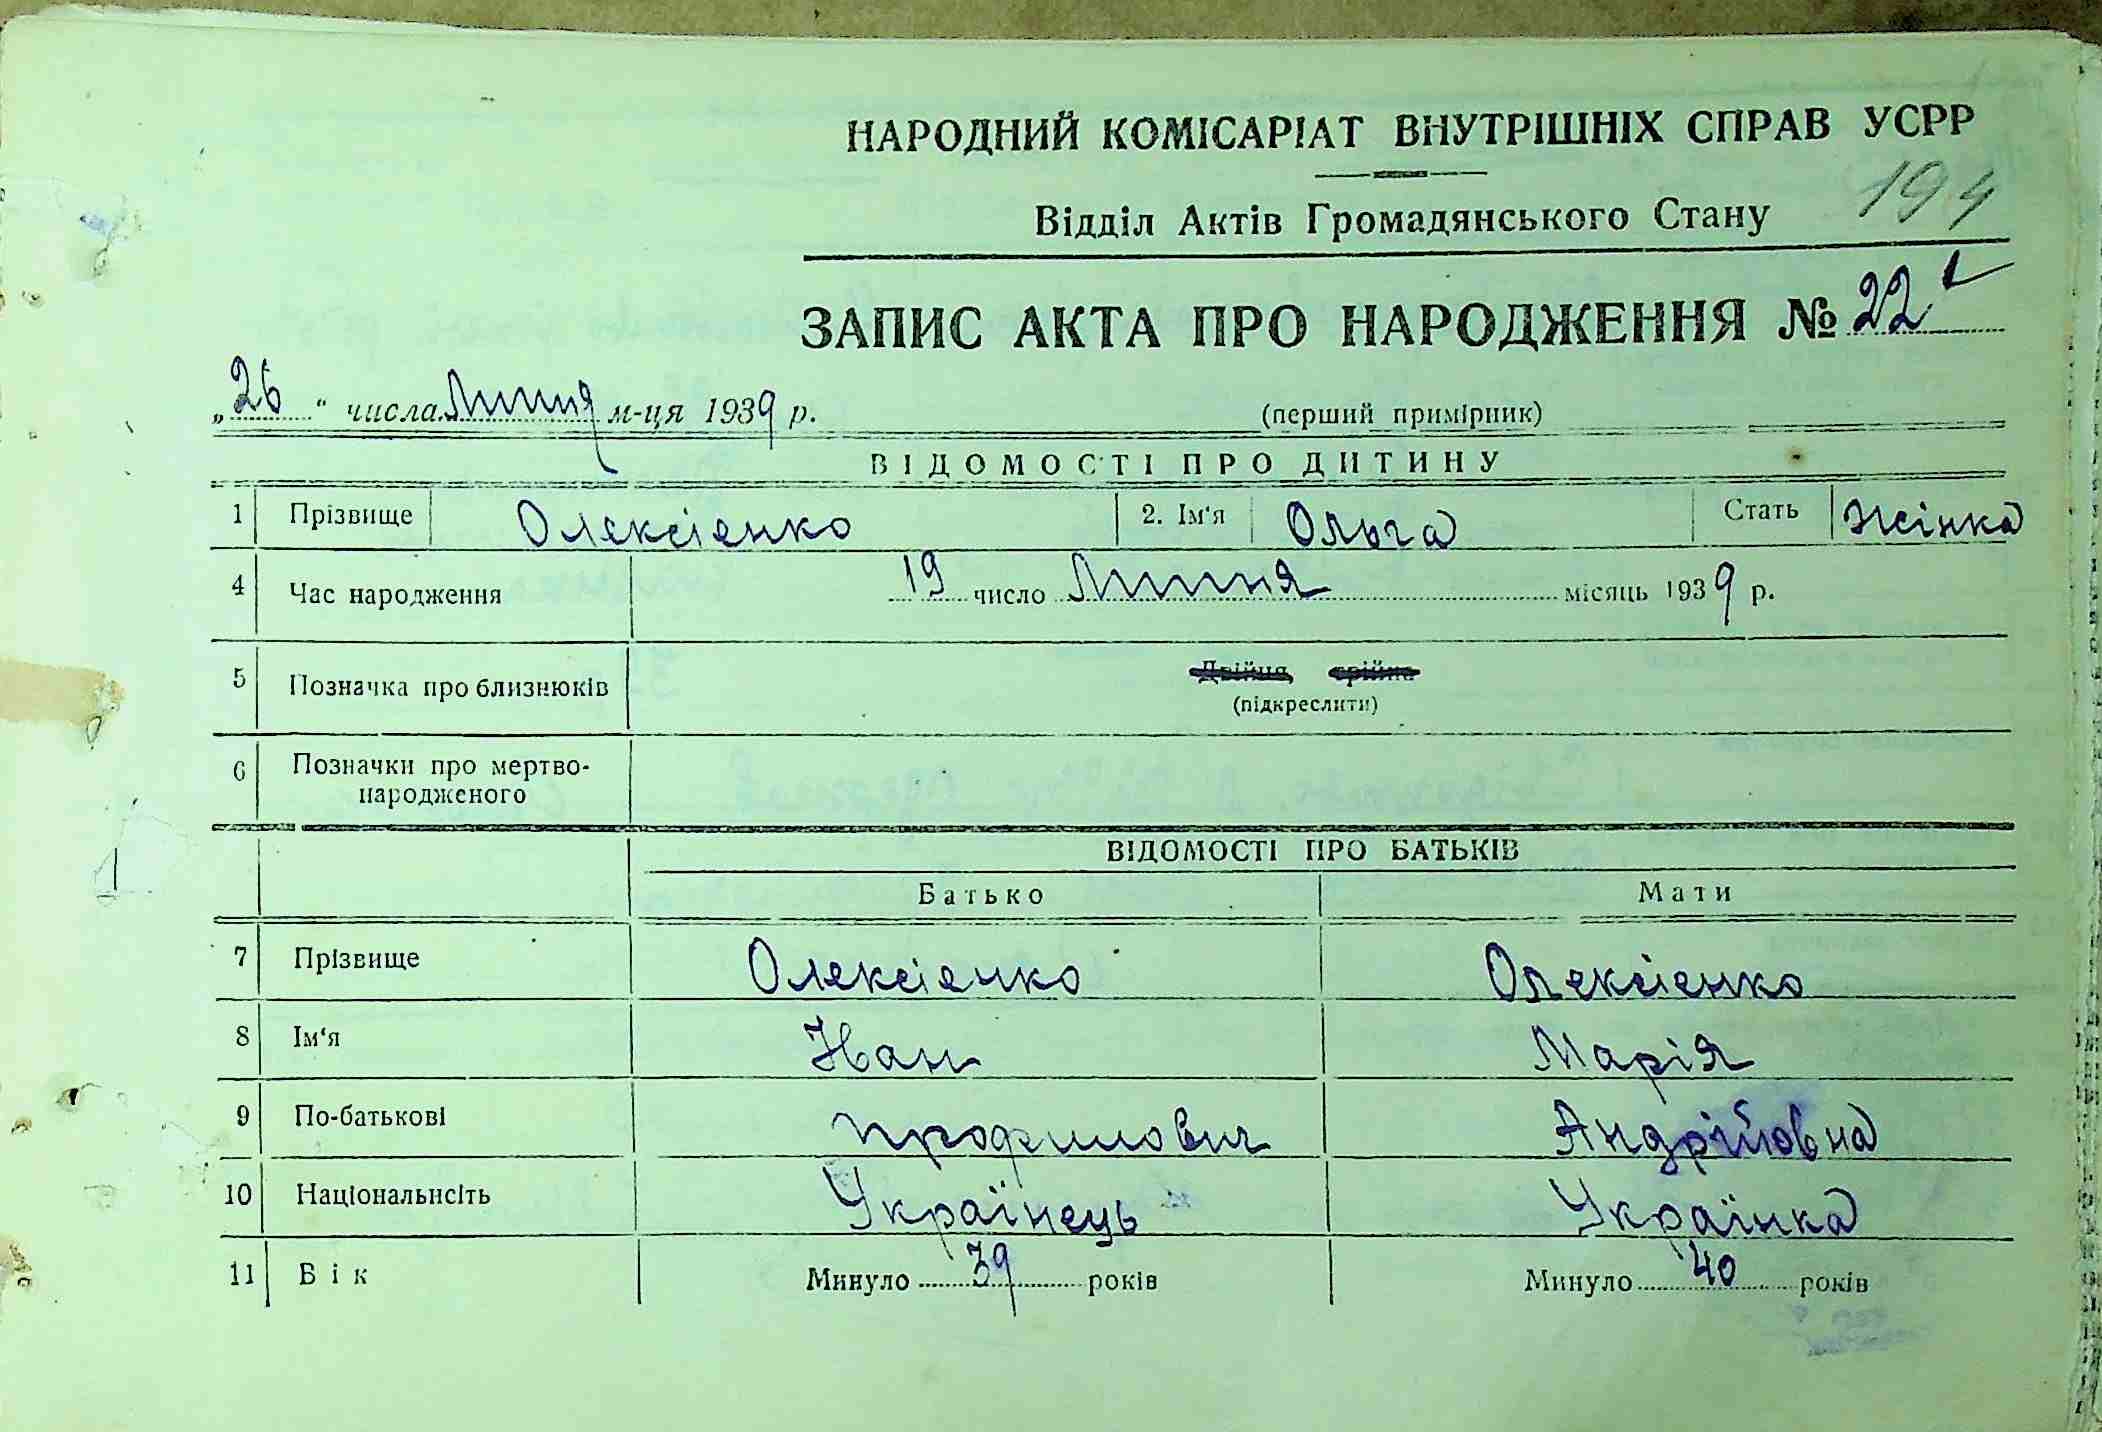 НАРОДНИЙ КОМІСАРІАТ ВНУТРІШНІХ СПРАВ УСРР
194
Відділ Актів Громадянського Стану
ЗАПИС АКТА ПРО НАРОДЖЕННЯ № 22
„26“ числа Липня м-ця 1939 р. (перший примірник)
ВІДОМОСТІ ПРО ДИТИНУ
1 Прізвище Олексієнко 2. Ім'я Ольга Стать Жінка
4 Час народження 19 число Липня місяць 1939 р.
5 Позначка про близнюків Двійня, трійня
(підкреслити)
6 Позначки про мертво-
народженого
ВІДОМОСТІ ПРО БАТЬКІВ
Батько Мати
7 Прізвище Олексієнко Олексієнко
8 Ім'я Іван Марія
9 По-батькові Андрійовна
10 Національність Українець Українка
11 Вік Минуло 39 років Минуло 40 років